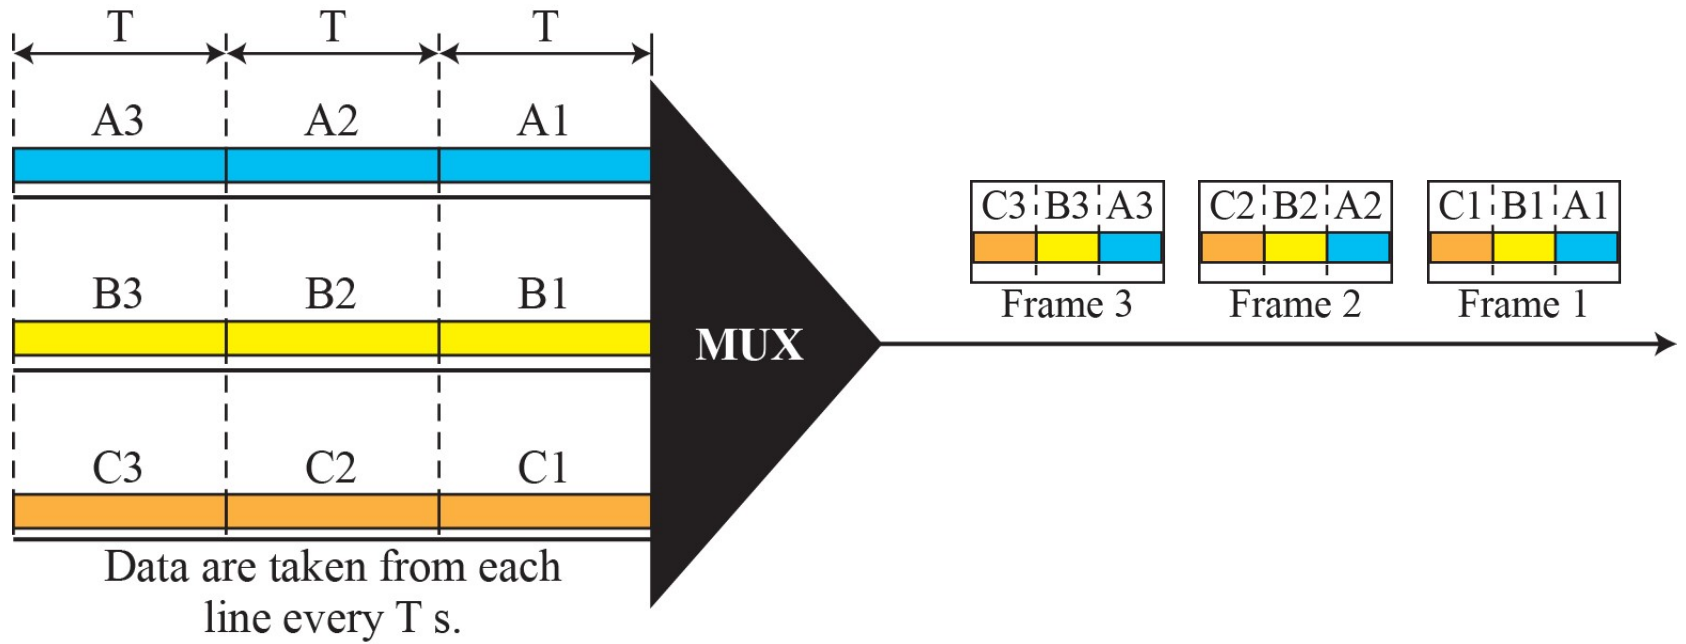 T T T
A3 A2 A1
B3 B2 B1
C3 C2 C1
Data are taken from each
line every T s.
MUX
C3 B3 A3
Frame 3
C2 B2 A2
Frame 2
C1 B1 A1
Frame 1